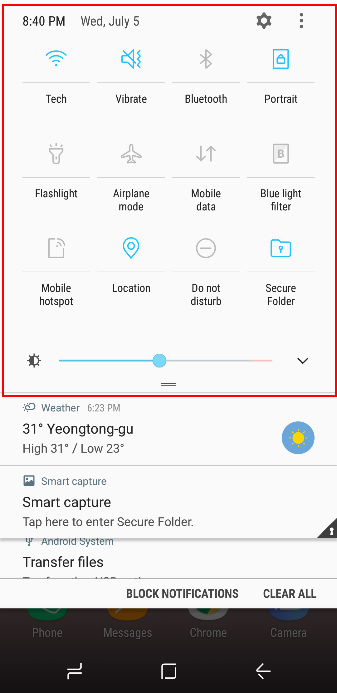 8:40 PM Wed, July 5
Tech Vibrate Bluetooth Portrait
Flashlight Airplane mode Mobile data Blue light filter
B
Mobile hotspot Location Do not disturb Secure Folder
Weather 6:23 PM
31° Yeongtong-gu
High 31° / Low 23°
Smart capture
Smart capture
Tap here to enter Secure Folder.
Android System
Transfer files
BLOCK NOTIFICATIONS CLEAR ALL
Phone Messages Chrome Camera